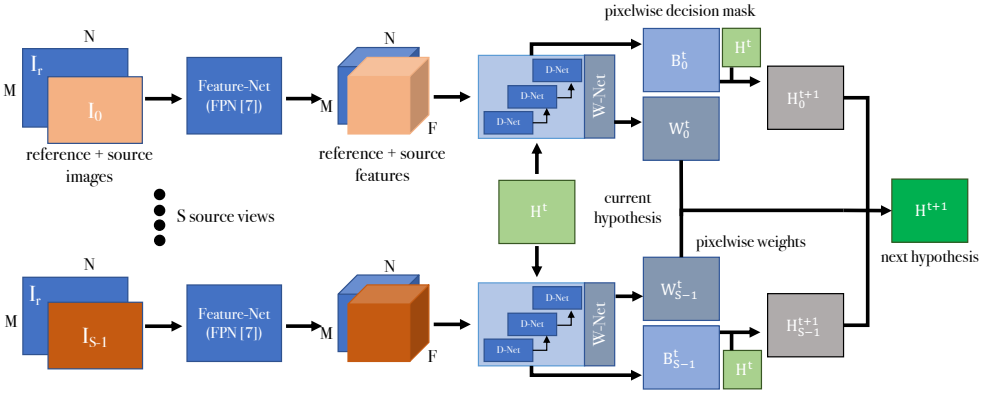 pixelwise decision mask
N
I_r
M
I_0
reference + source
images
Feature-Net
(FPN [7])
N
M
F
reference + source
features
D-Net
D-Net
D-Net
W-Net
B_0^t
H^t
W_0^t
H_0^{t+1}
S source views
H^t
current
hypothesis
H^{t+1}
next hypothesis
pixelwise weights
N
I_r
M
I_{S-1}
Feature-Net
(FPN [7])
N
M
F
D-Net
D-Net
D-Net
W-Net
W_{S-1}^t
B_{S-1}^t
H^t
H_{S-1}^{t+1}